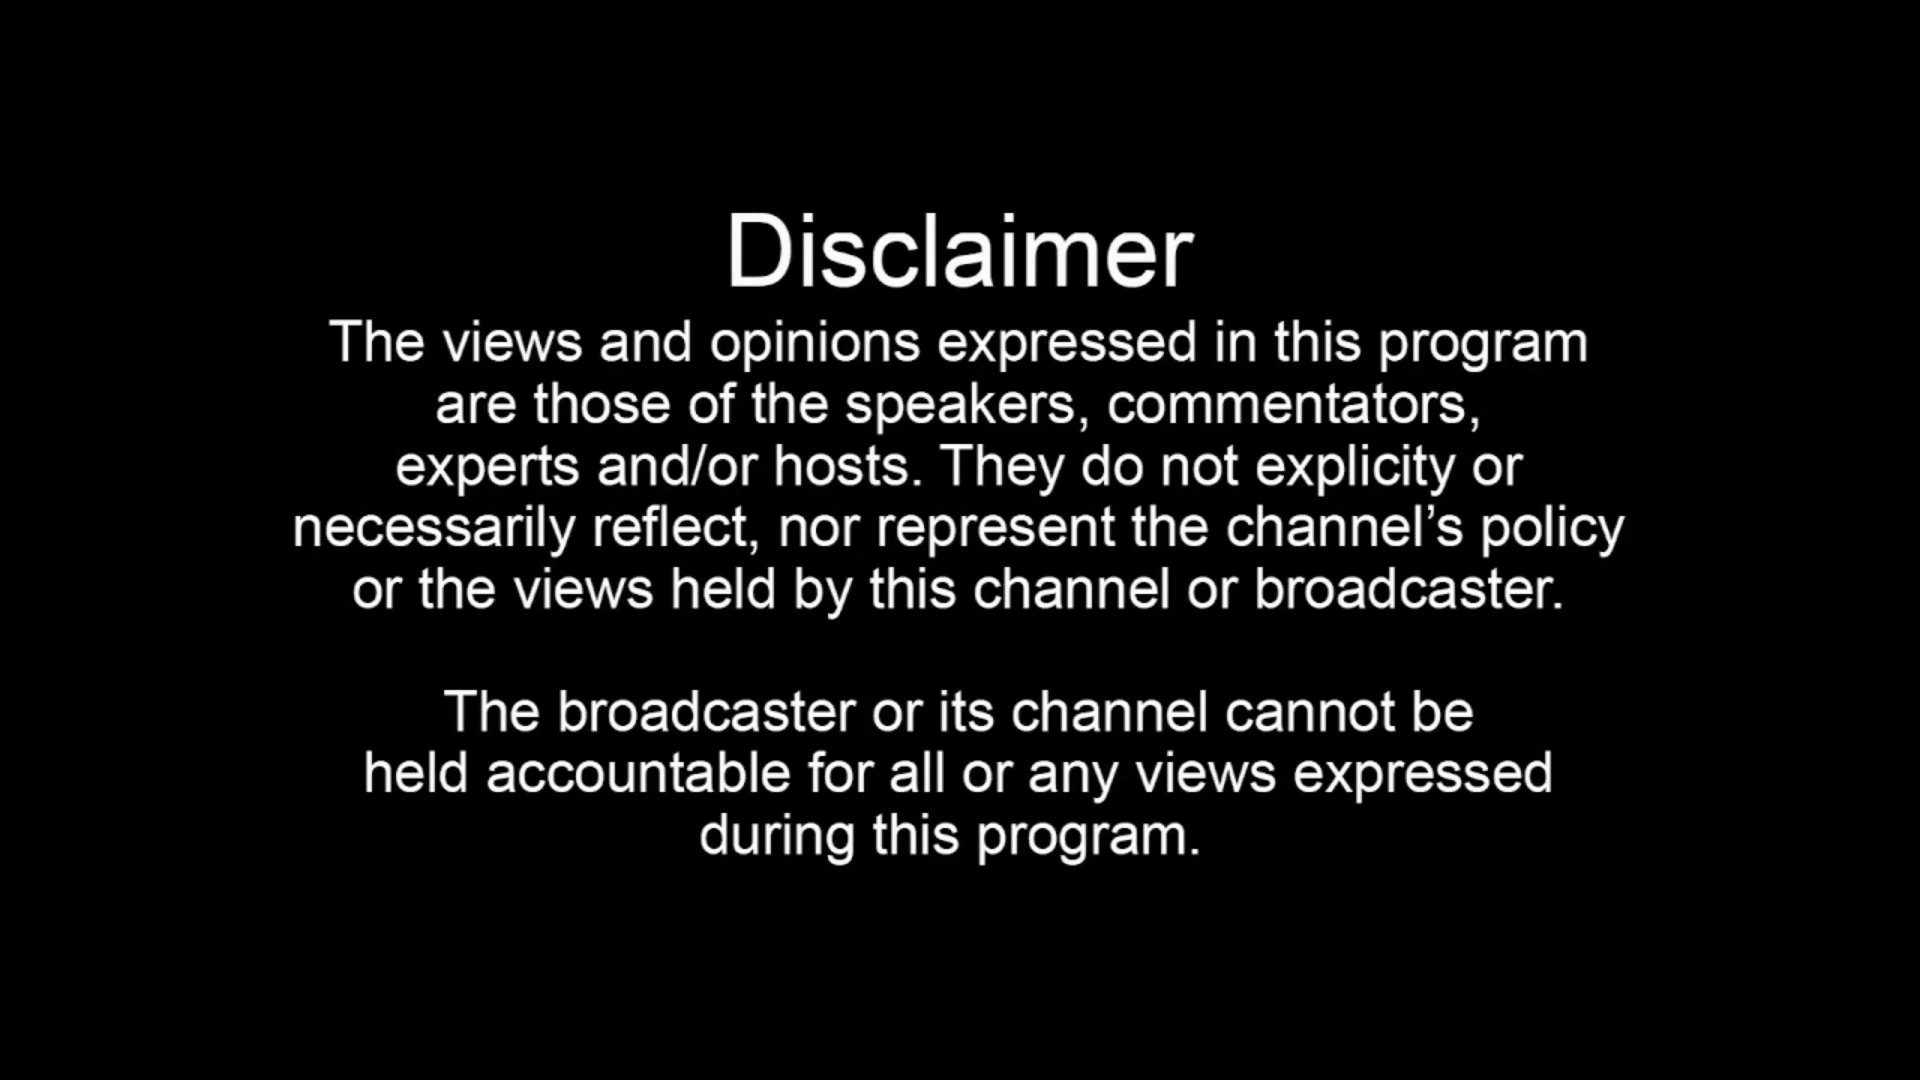 Disclaimer
The views and opinions expressed in this program
are those of the speakers, commentators,
experts and/or hosts. They do not explicity or
necessarily reflect, nor represent the channel’s policy
or the views held by this channel or broadcaster.
The broadcaster or its channel cannot be
held accountable for all or any views expressed
during this program.